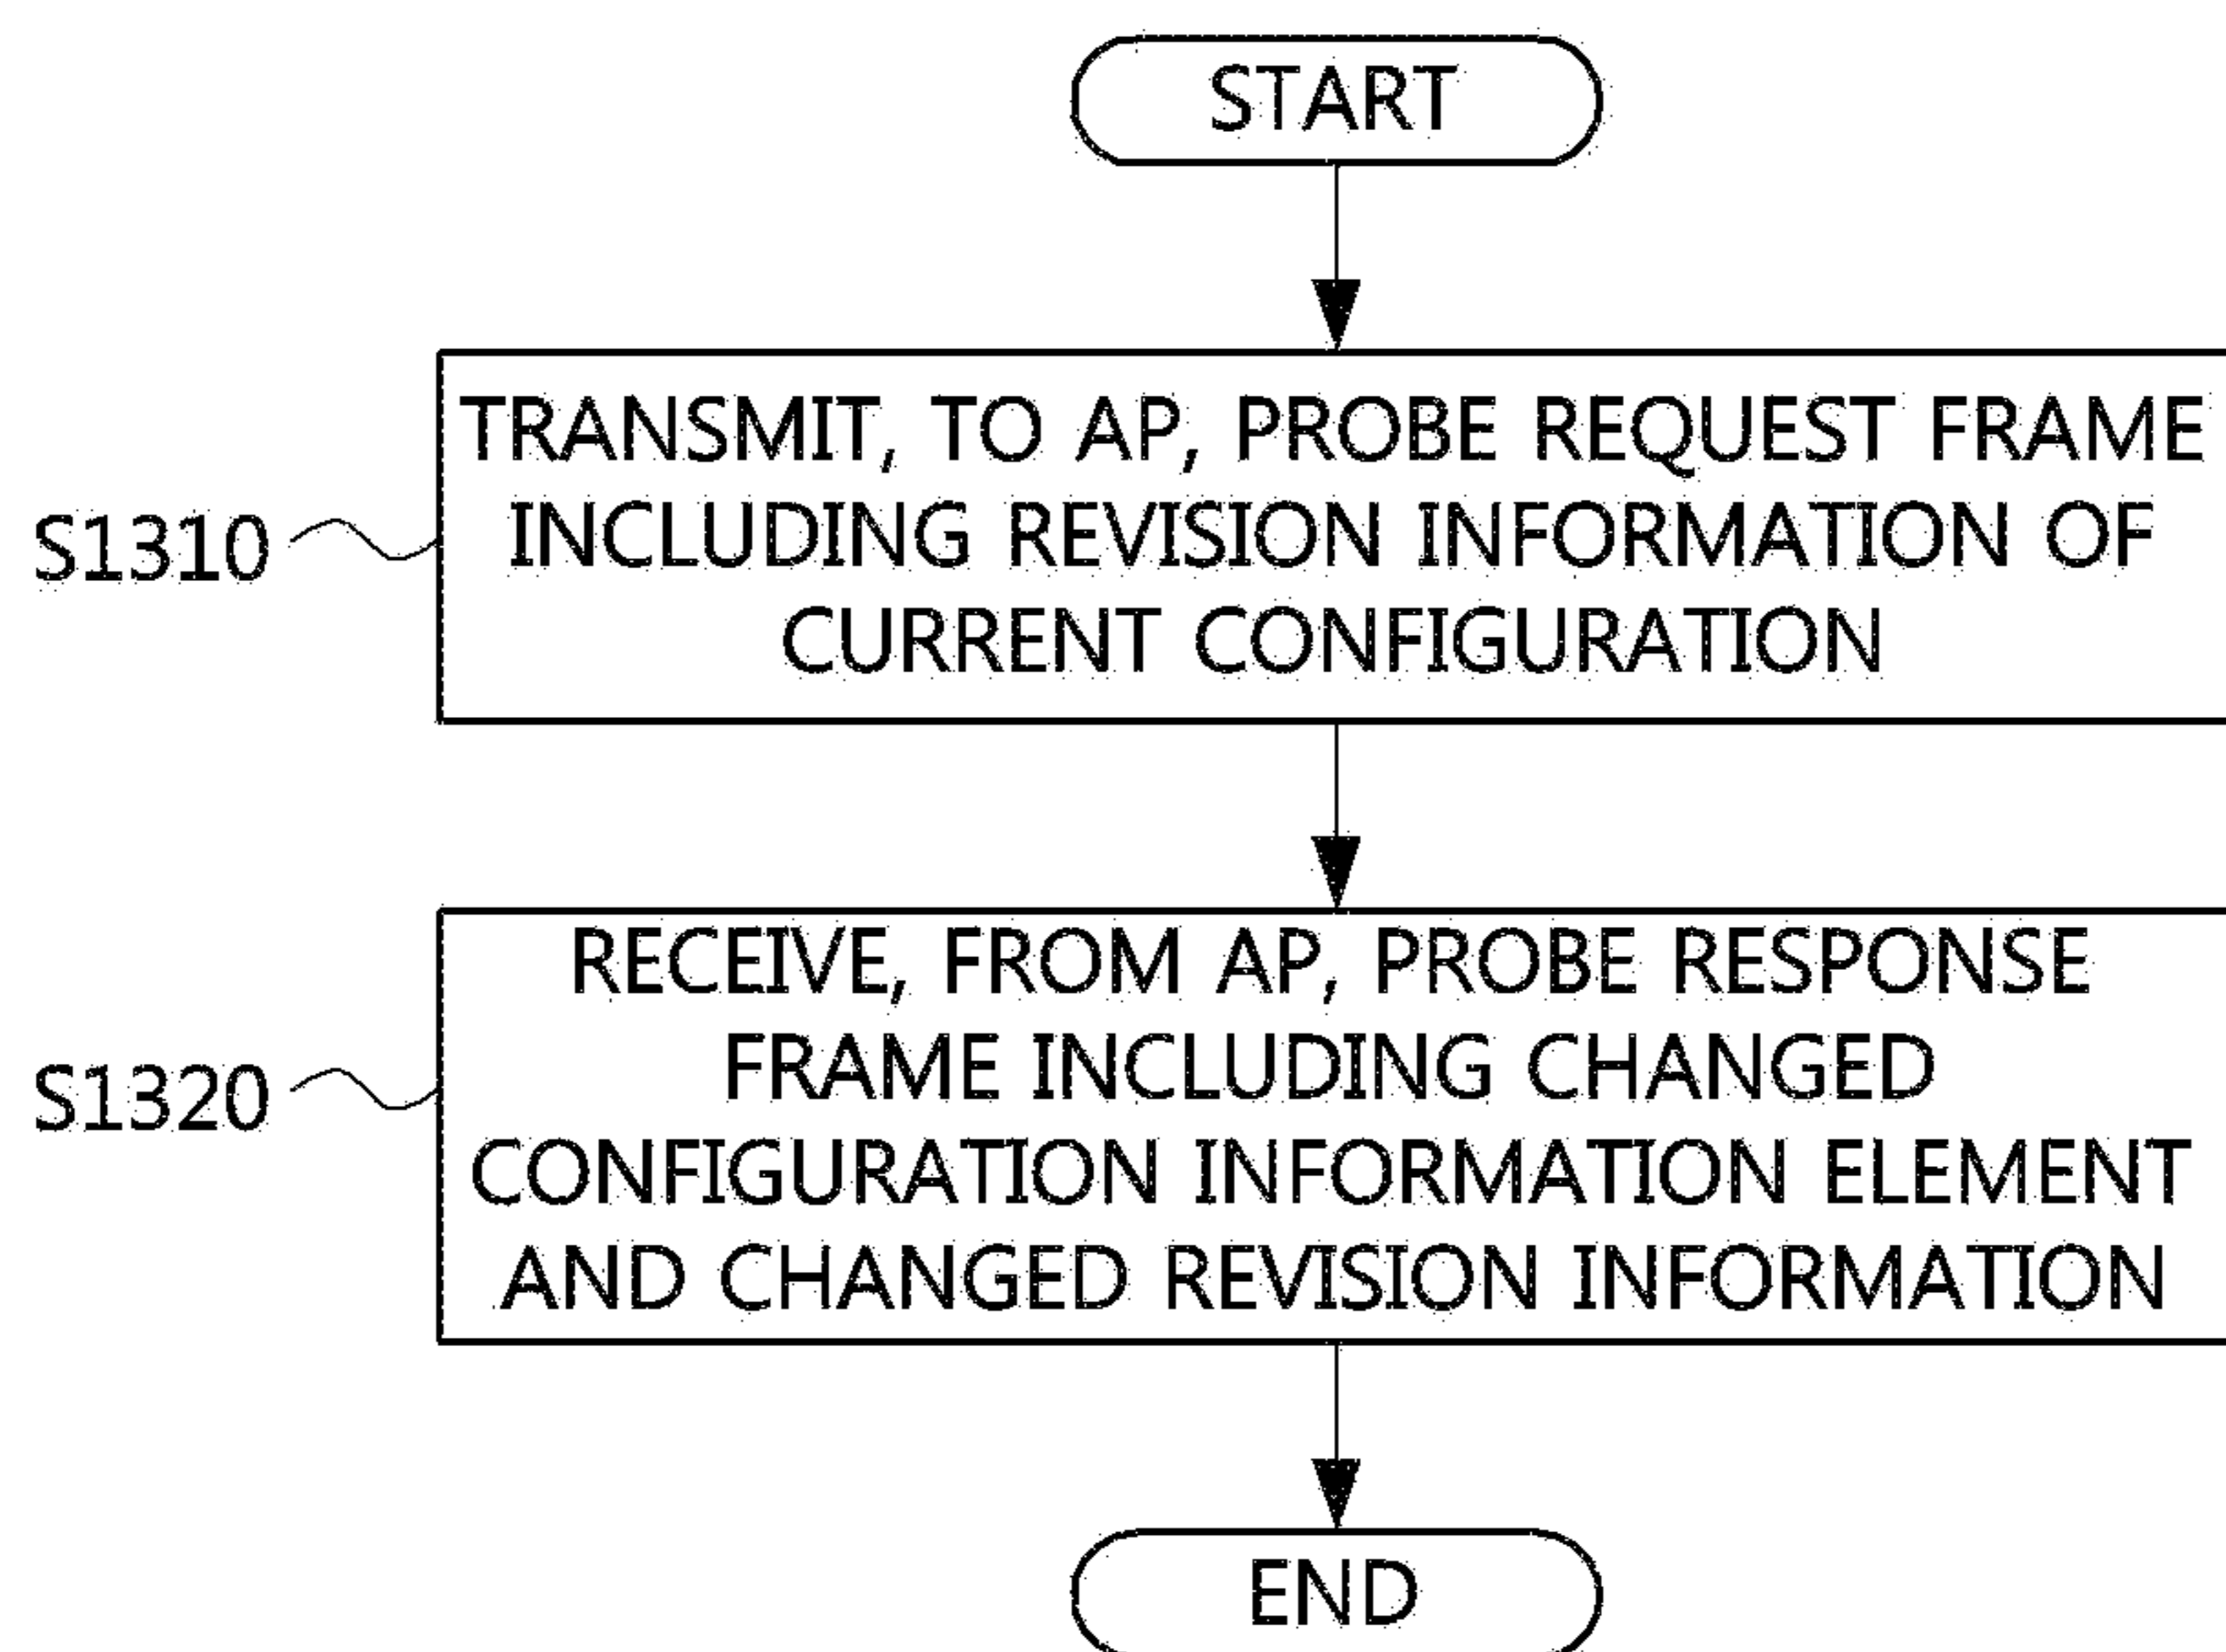 START
TRANSMIT, TO AP, PROBE REQUEST FRAME
INCLUDING REVISION INFORMATION OF
CURRENT CONFIGURATION
S1310
RECEIVE, FROM AP, PROBE RESPONSE
FRAME INCLUDING CHANGED
CONFIGURATION INFORMATION ELEMENT
AND CHANGED REVISION INFORMATION
S1320
END